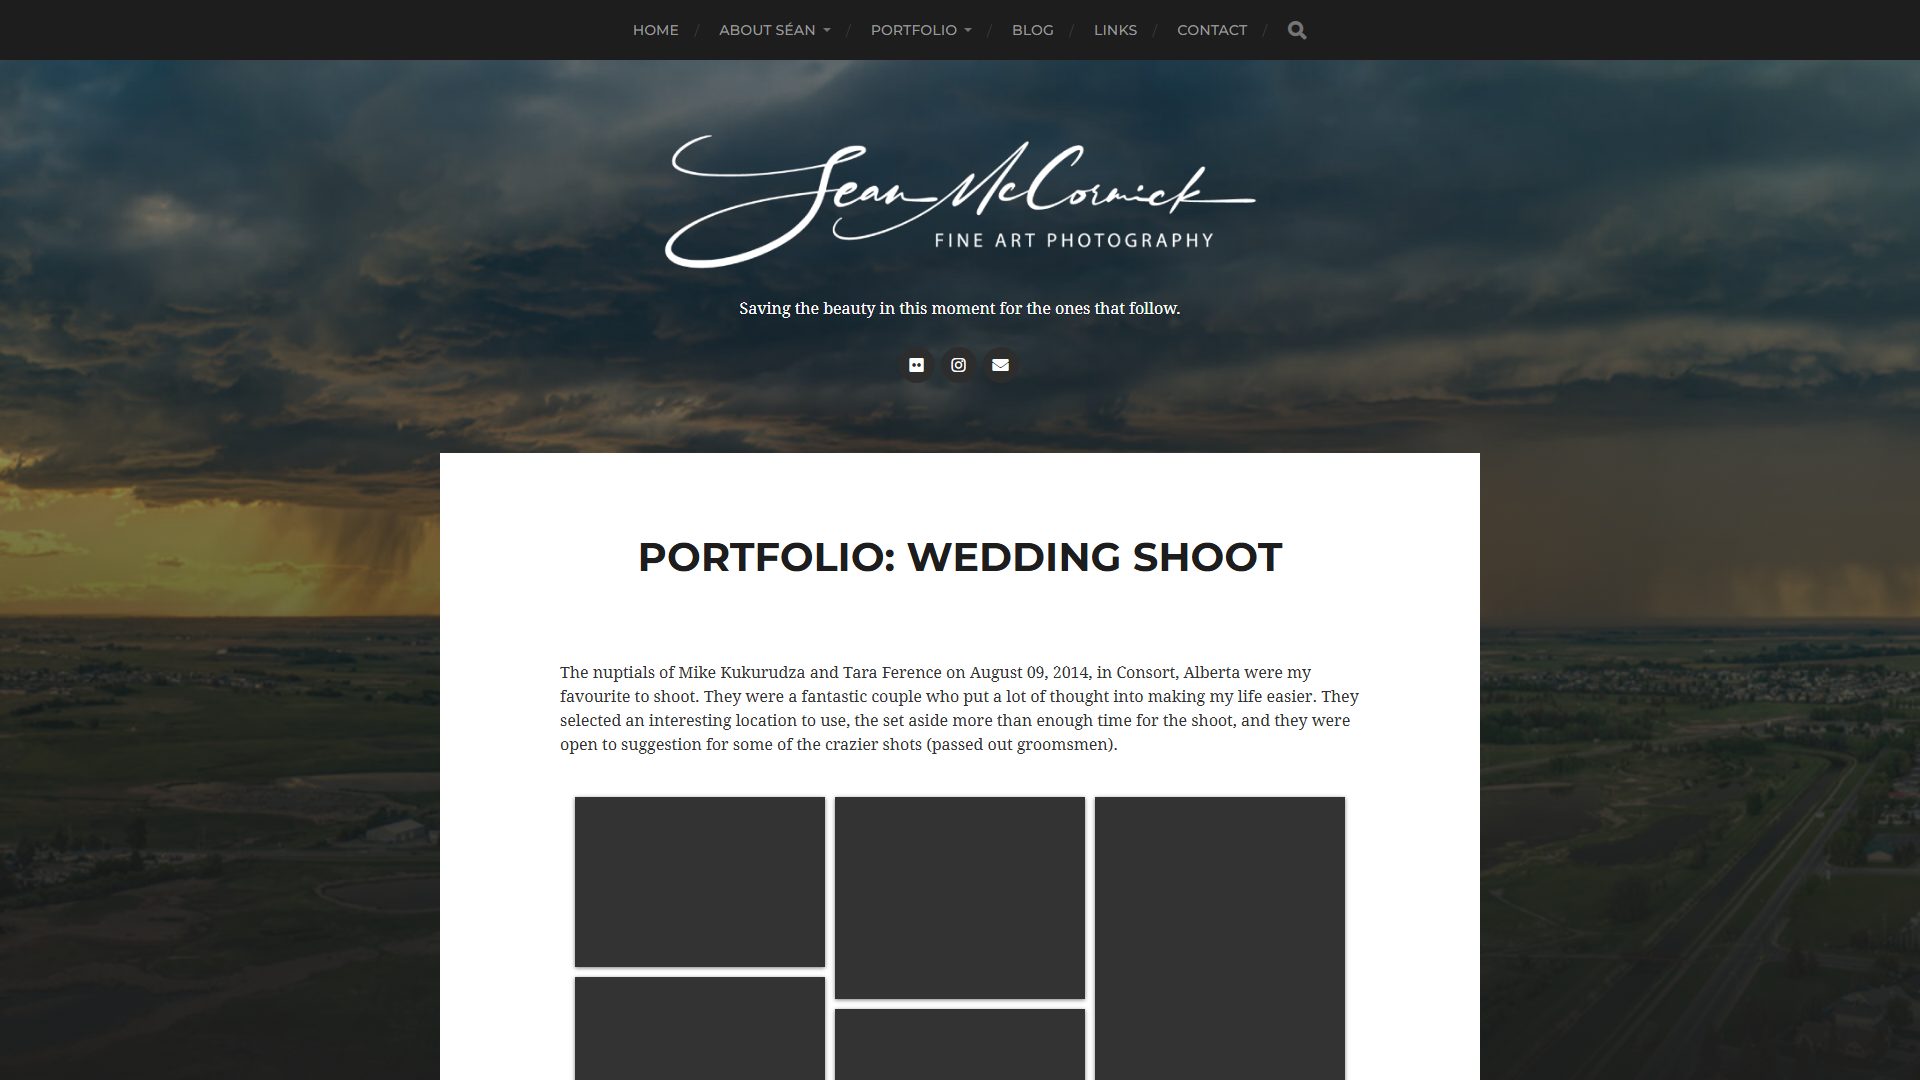 HOME / ABOUT SÉAN / PORTFOLIO / BLOG / LINKS / CONTACT /
Sean McCormick
FINE ART PHOTOGRAPHY
Saving the beauty in this moment for the ones that follow.
PORTFOLIO: WEDDING SHOOT
The nuptials of Mike Kukurudza and Tara Ference on August 09, 2014, in Consort, Alberta were my
favourite to shoot. They were a fantastic couple who put a lot of thought into making my life easier. They
selected an interesting location to use, the set aside more than enough time for the shoot, and they were
open to suggestion for some of the crazier shots (passed out groomsmen).